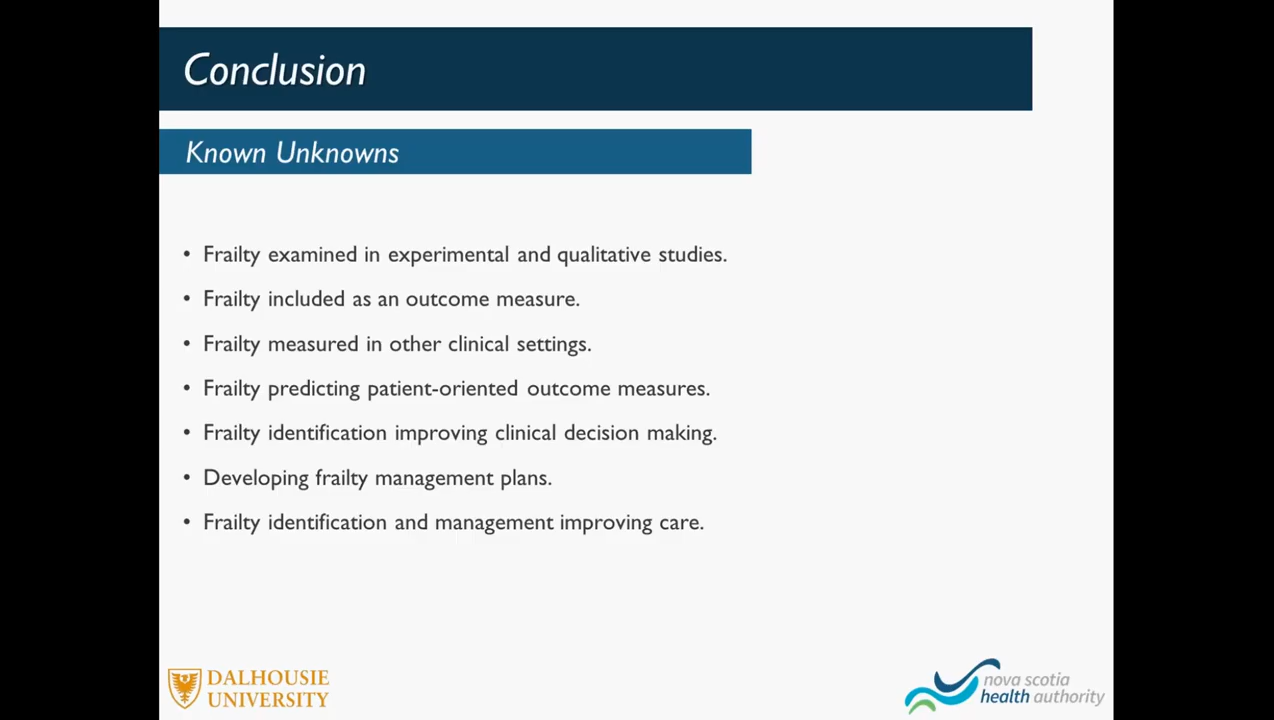 Conclusion
Known Unknowns
• Frailty examined in experimental and qualitative studies.
• Frailty included as an outcome measure.
• Frailty measured in other clinical settings.
• Frailty predicting patient-oriented outcome measures.
• Frailty identification improving clinical decision making.
• Developing frailty management plans.
• Frailty identification and management improving care.
DALHOUSIE
UNIVERSITY
nova scotia
health authority